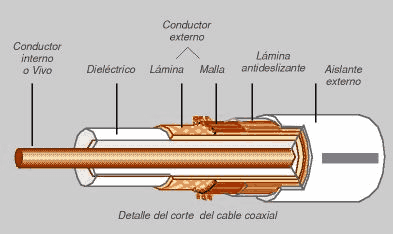 Conductor
externo
Conductor
interno
o Vivo
Dieléctrico
Lámina
Malla
Lámina
antideslizante
Aislante
externo
Detalle del corte del cable coaxial